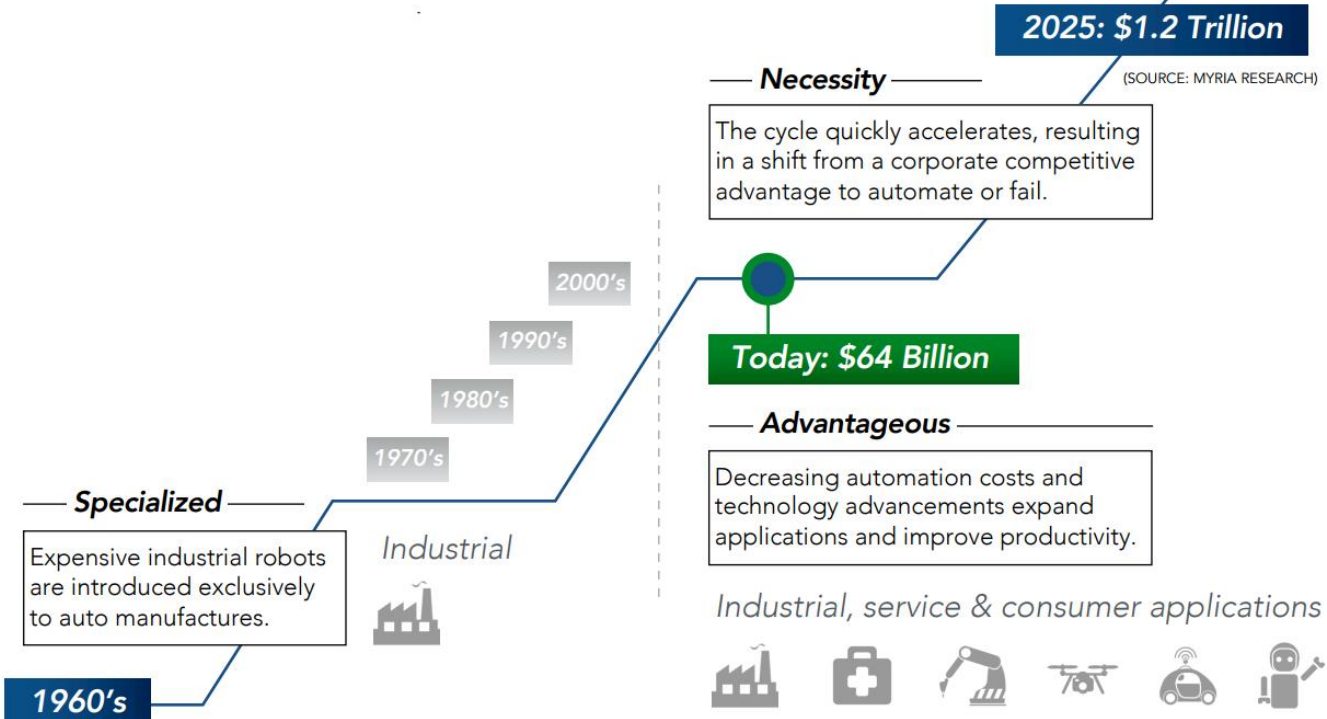 2025: $1.2 Trillion
(SOURCE: MYRIA RESEARCH)
Necessity
The cycle quickly accelerates, resulting
in a shift from a corporate competitive
advantage to automate or fail.
2000's
1990's
1980's
1970's
Today: $64 Billion
Advantageous
Decreasing automation costs and
technology advancements expand
applications and improve productivity.
Industrial, service & consumer applications
Specialized
Expensive industrial robots
are introduced exclusively
to auto manufactures.
Industrial
1960's